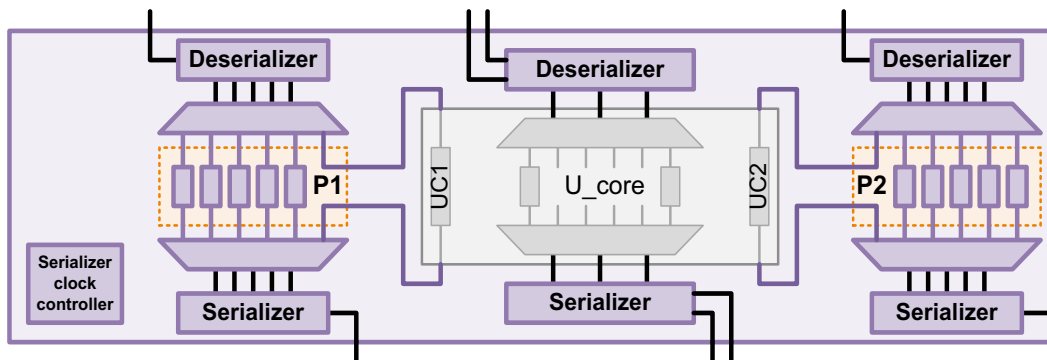 Deserializer
Deserializer
Deserializer
P1
UC1
U_core
UC2
P2
Serializer
clock
controller
Serializer
Serializer
Serializer